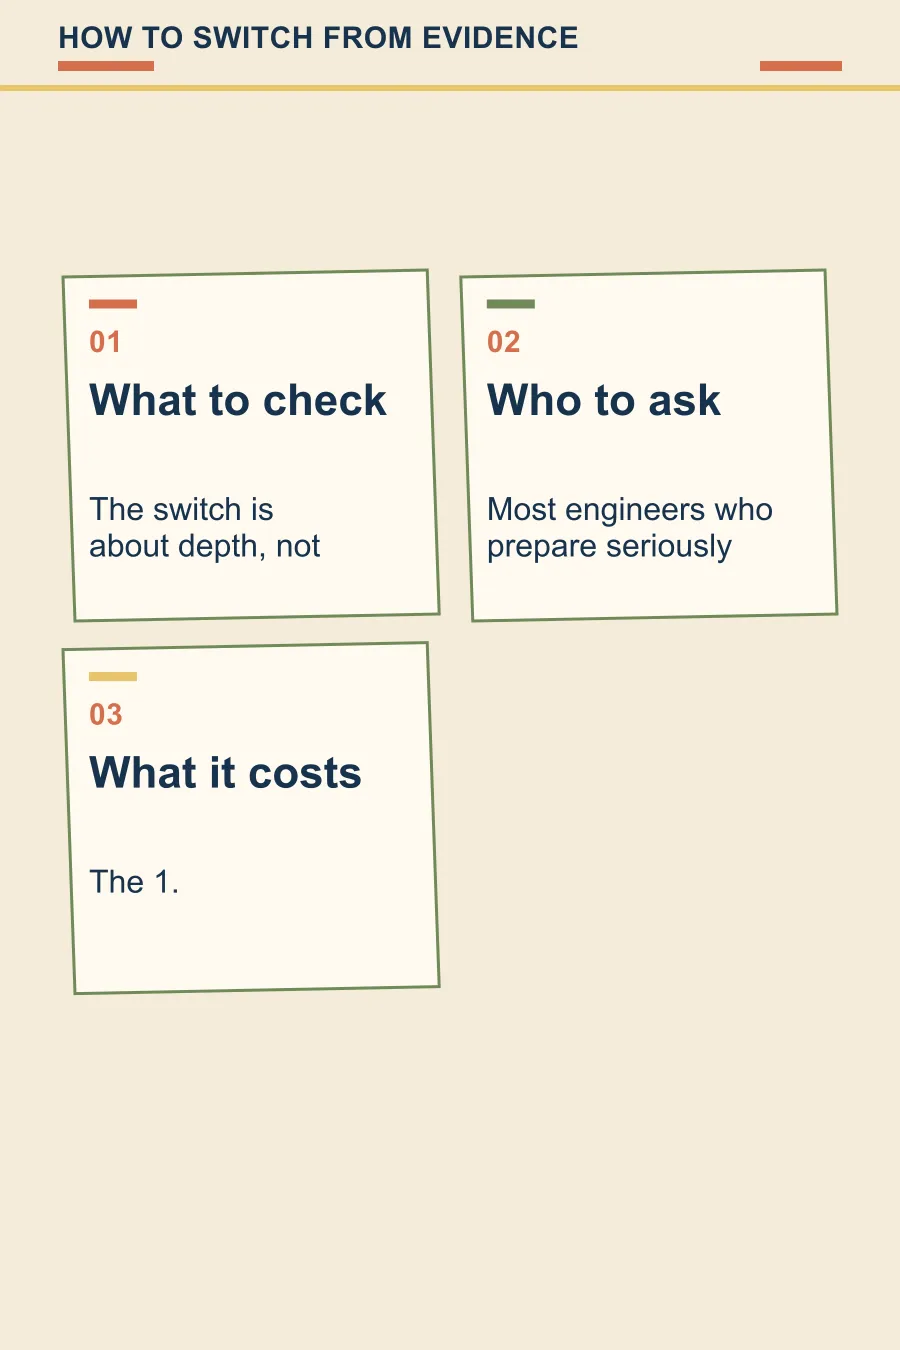 HOW TO SWITCH FROM EVIDENCE
01
What to check
The switch is
about depth, not
02
Who to ask
Most engineers who
prepare seriously
03
What it costs
The 1.